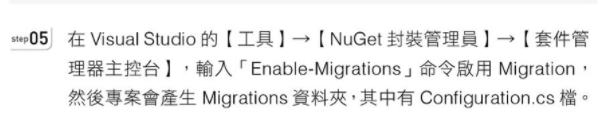 step05 在 Visual Studio 的【工具】→【NuGet 封裝管理員】→【套件管
理器主控台】，輸入「Enable-Migrations」命令啟用 Migration，
然後專案會產生 Migrations 資料夾，其中有 Configuration.cs 檔。